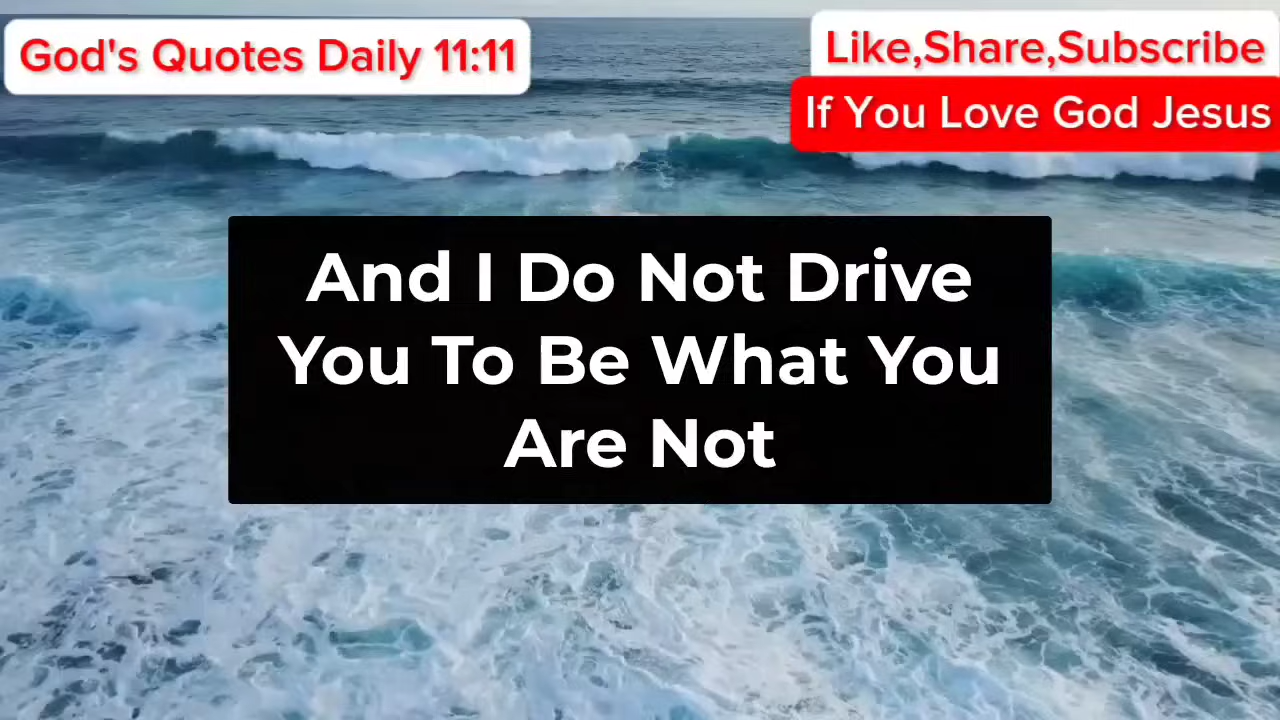 God's Quotes Daily 11:11
Like,Share,Subscribe
If You Love God Jesus
And I Do Not Drive
You To Be What You
Are Not